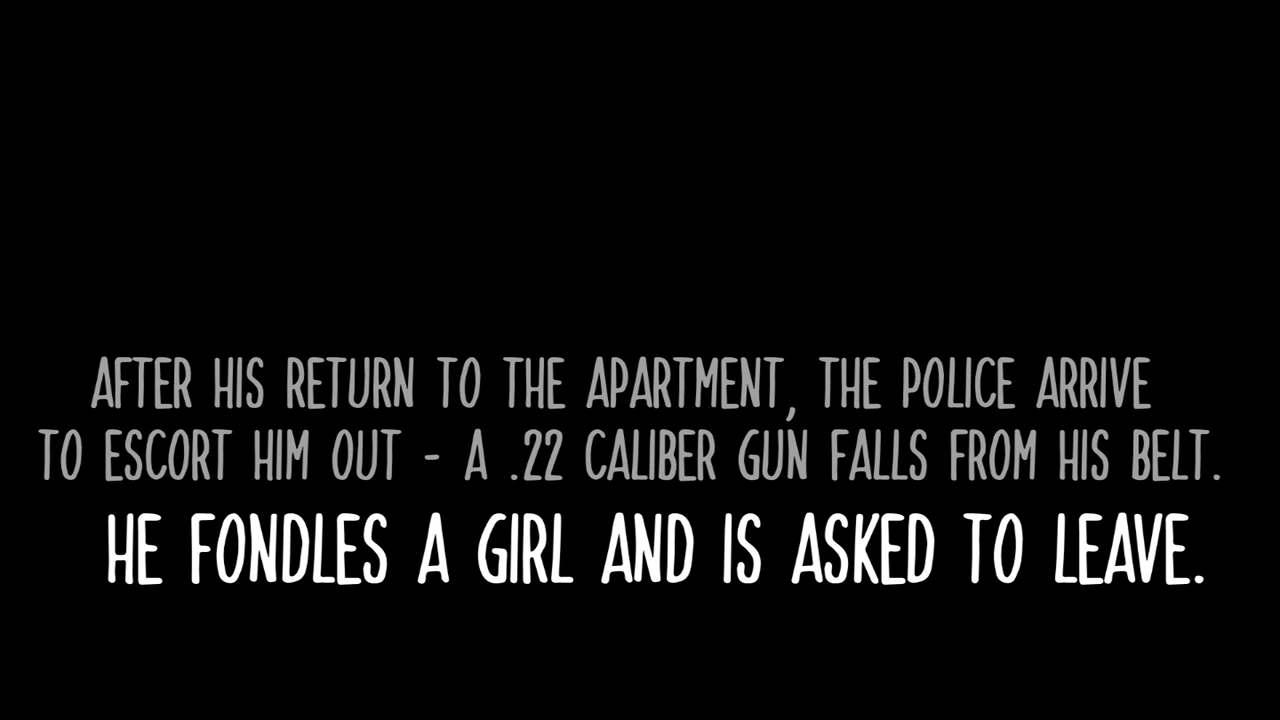 AFTER HIS RETURN TO THE APARTMENT, THE POLICE ARRIVE
TO ESCORT HIM OUT - A .22 CALIBER GUN FALLS FROM HIS BELT.
HE FONDLES A GIRL AND IS ASKED TO LEAVE.